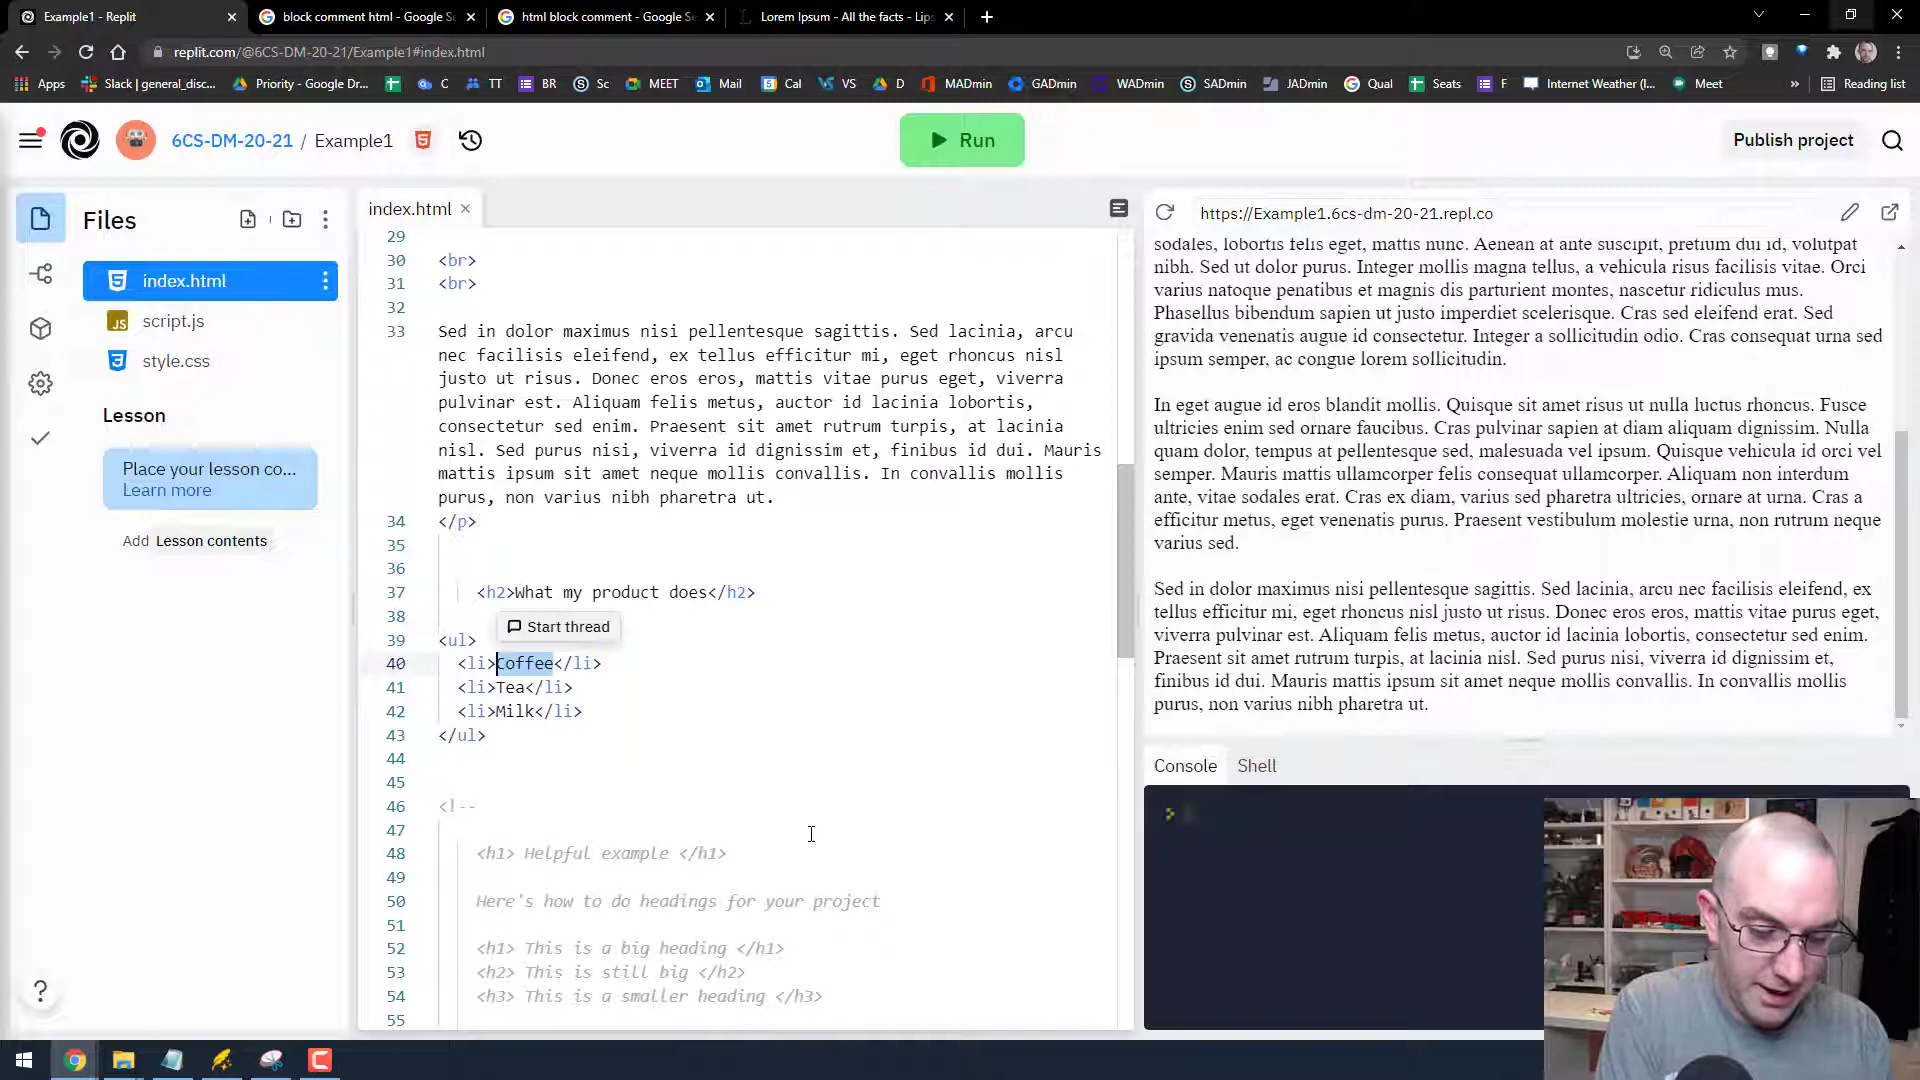 Example1 - Replit
block comment html - Google Se
html block comment - Google Se
Lorem Ipsum - All the facts - Lips
replit.com/@6CS-DM-20-21/Example1#index.html
Apps
Slack | general_disc...
Priority - Google Dr...
C
TT
BR
Sc
MEET
Mail
Cal
VS
D
MAdmin
GAdmin
WADmin
SAdmin
JADmin
Qual
Seats
F
Internet Weather (I...
Meet
»
Reading list
6CS-DM-20-21 / Example1
Run
Publish project
Files
index.html
script.js
style.css
Lesson
Place your lesson co...
Learn more
Add Lesson contents
index.html
29
30 <br>
31 <br>
32
33 Sed in dolor maximus nisi pellentesque sagittis. Sed lacinia, arcu
nec facilisis eleifend, ex tellus efficitur mi, eget rhoncus nisl
justo ut risus. Donec eros eros, mattis vitae purus eget, viverra
pulvinar est. Aliquam felis metus, auctor id lacinia lobortis,
consectetur sed enim. Praesent sit amet rutrum turpis, at lacinia
nisl. Sed purus nisi, viverra id dignissim et, finibus id dui. Mauris
mattis ipsum sit amet neque mollis convallis. In convallis mollis
purus, non varius nibh pharetra ut.
34 </p>
35
36
37 <h2>What my product does</h2>
38
Start thread
39 <ul>
40 <li>Coffee</li>
41 <li>Tea</li>
42 <li>Milk</li>
43 </ul>
44
45
46 <!--
47
48 <h1> Helpful example </h1>
49
50 Here's how to do headings for your project
51
52 <h1> This is a big heading </h1>
53 <h2> This is still big </h2>
54 <h3> This is a smaller heading </h3>
55
https://Example1.6cs-dm-20-21.repl.co
sodales, lobortis felis eget, mattis nunc. Aenean at ante suscipit, pretium dui id, volutpat
nibh. Sed ut dolor purus. Integer mollis magna tellus, a vehicula risus facilisis vitae. Orci
varius natoque penatibus et magnis dis parturient montes, nascetur ridiculus mus.
Phasellus bibendum sapien ut justo imperdiet scelerisque. Cras sed eleifend erat. Sed
gravida venenatis augue id consectetur. Integer a sollicitudin odio. Cras consequat urna sed
ipsum semper, ac congue lorem sollicitudin.
In eget augue id eros blandit mollis. Quisque sit amet risus ut nulla luctus rhoncus. Fusce
ultricies enim sed ornare faucibus. Cras pulvinar sapien at diam aliquam dignissim. Nulla
quam dolor, tempus at pellentesque sed, malesuada vel ipsum. Quisque vehicula id orci vel
semper. Mauris mattis ullamcorper felis consequat ullamcorper. Aliquam non interdum
ante, vitae sodales erat. Cras ex diam, varius sed pharetra ultricies, ornare at urna. Cras a
efficitur metus, eget venenatis purus. Praesent vestibulum molestie urna, non rutrum neque
varius sed.
Sed in dolor maximus nisi pellentesque sagittis. Sed lacinia, arcu nec facilisis eleifend, ex
tellus efficitur mi, eget rhoncus nisl justo ut risus. Donec eros eros, mattis vitae purus eget,
viverra pulvinar est. Aliquam felis metus, auctor id lacinia lobortis, consectetur sed enim.
Praesent sit amet rutrum turpis, at lacinia nisl. Sed purus nisi, viverra id dignissim et,
finibus id dui. Mauris mattis ipsum sit amet neque mollis convallis. In convallis mollis
purus, non varius nibh pharetra ut.
Console
Shell
>
?